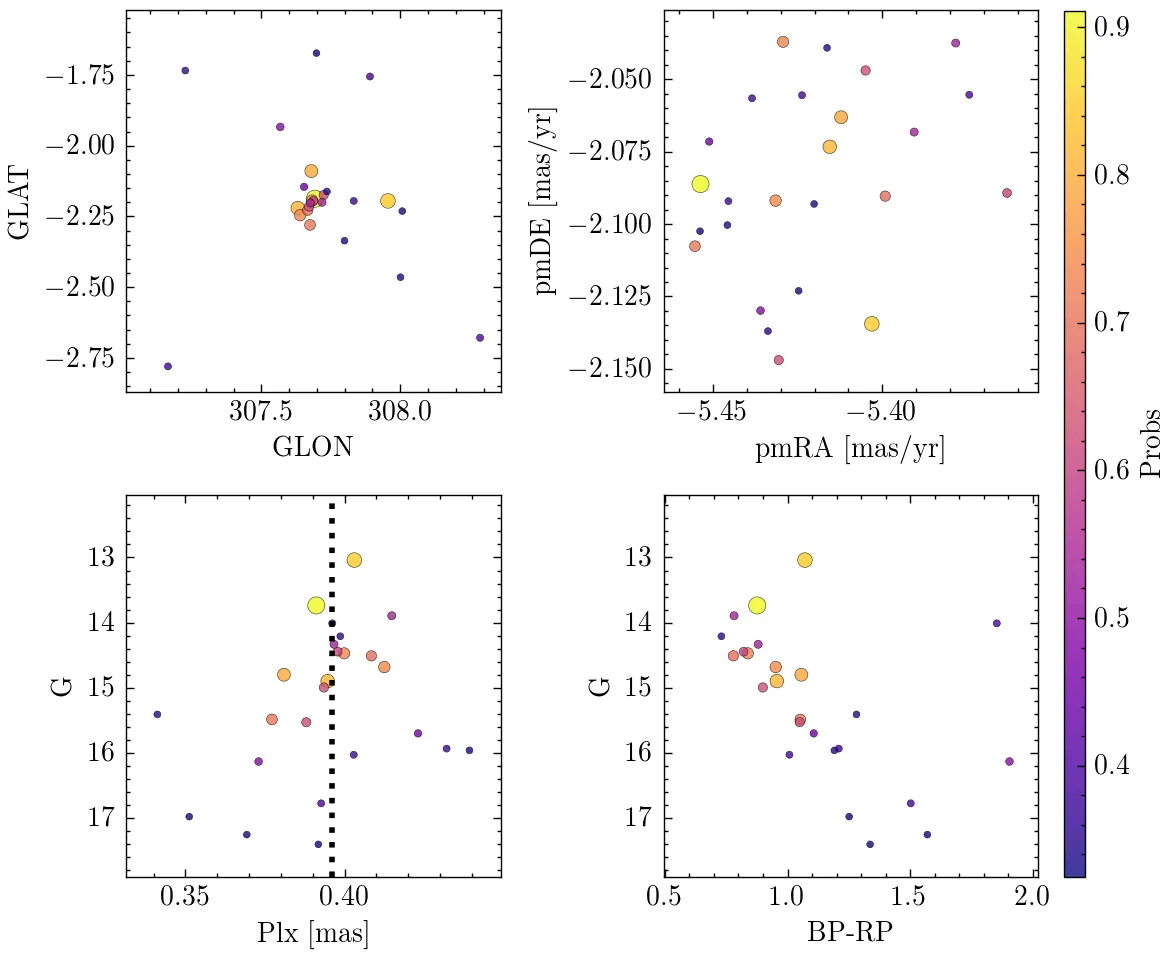 −1.75
−2.00
−2.25
−2.50
−2.75
GLAT
307.5 308.0
GLON
−2.050
−2.075
−2.100
−2.125
−2.150
pmDE [mas/yr]
−5.45 −5.40
pmRA [mas/yr]
13
14
15
16
17
G
0.35 0.40
Plx [mas]
13
14
15
16
17
G
0.5 1.0 1.5 2.0
BP-RP
0.9
0.8
0.7
0.6
0.5
0.4
Probs